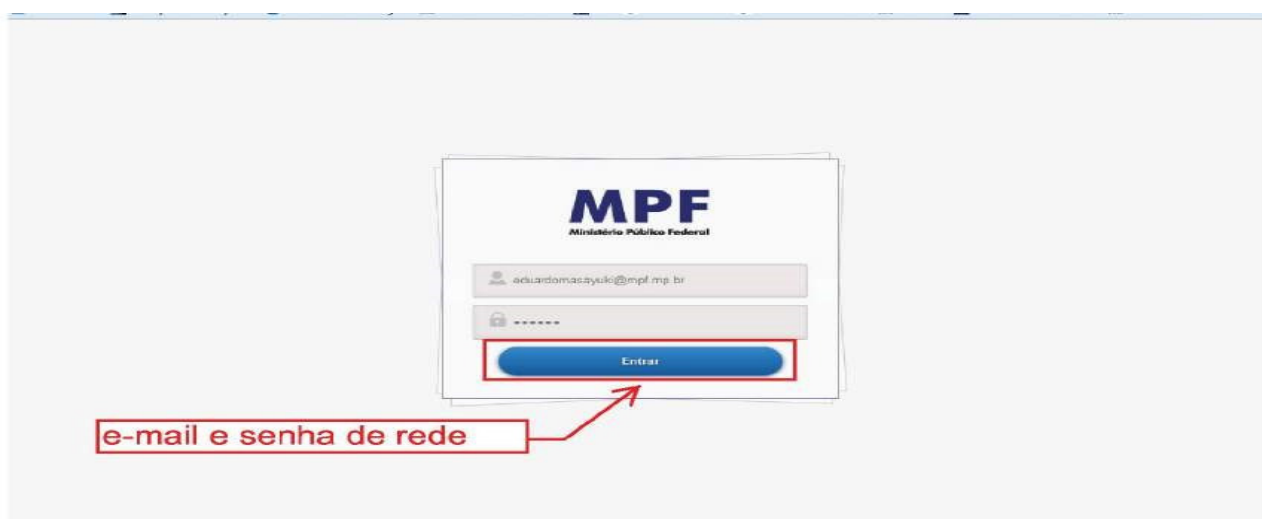 MPF
Ministério Público Federal
eduardomasayuki@mpf.mp.br
Entrar
e-mail e senha de rede